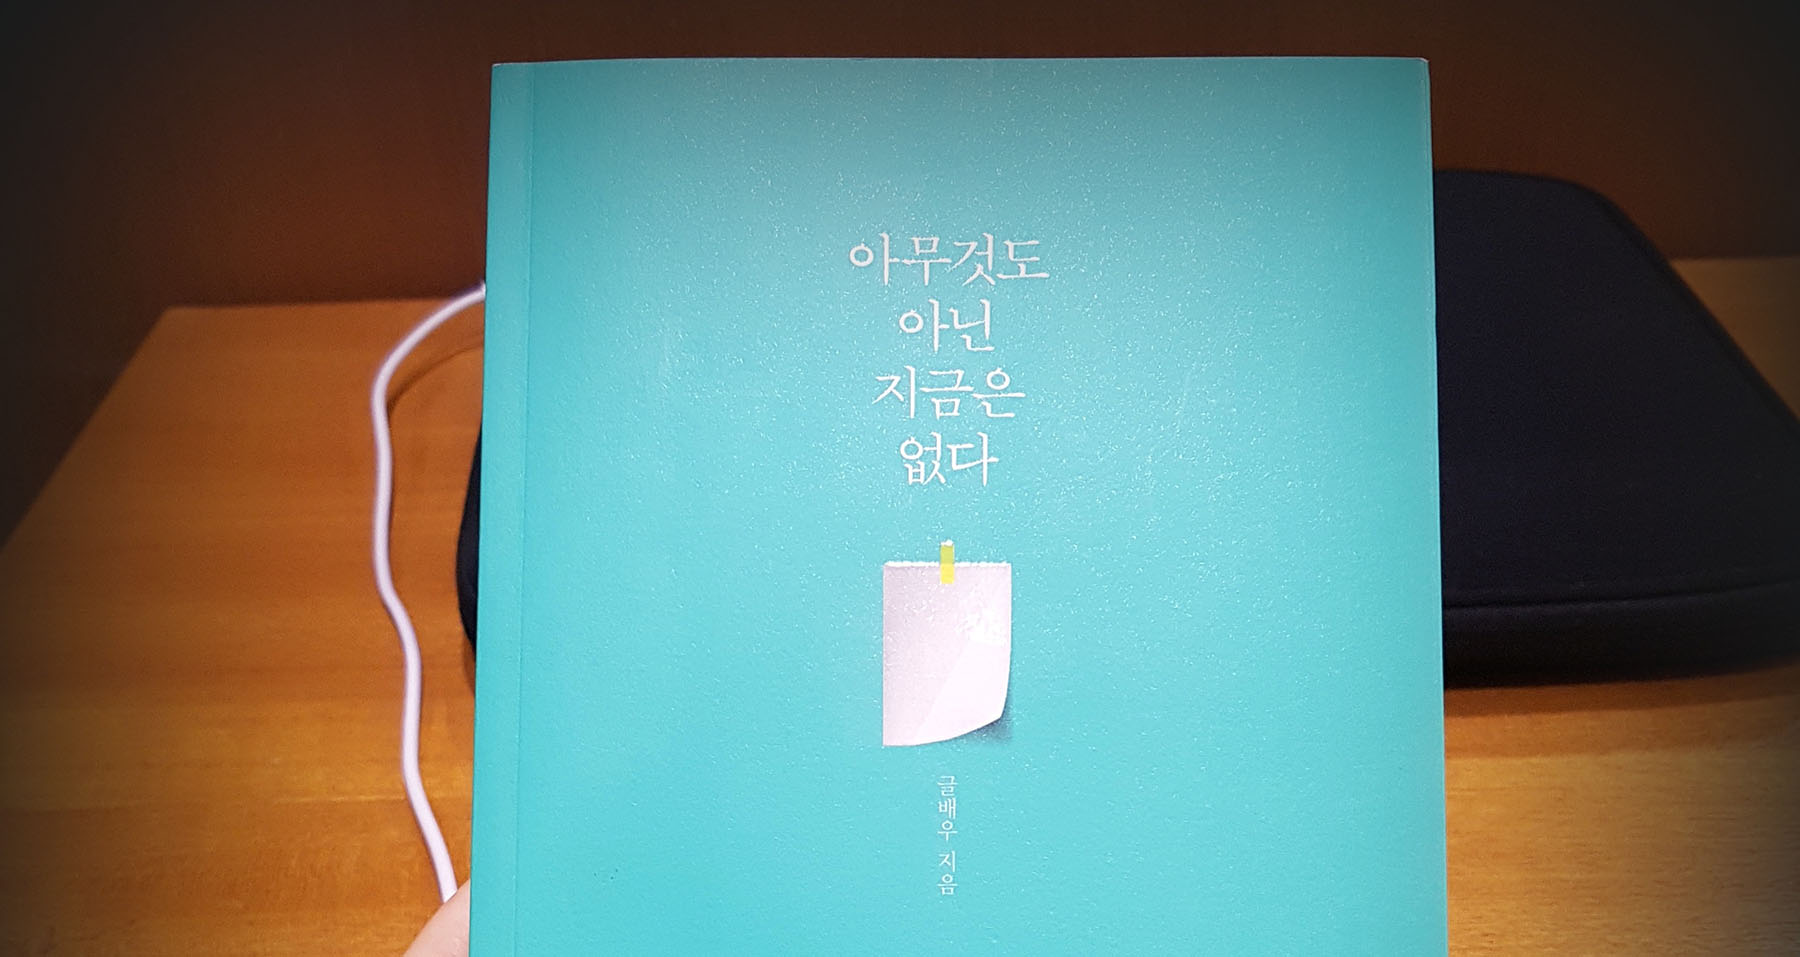 아무것도
아닌
지금은
없다
글배우 지음